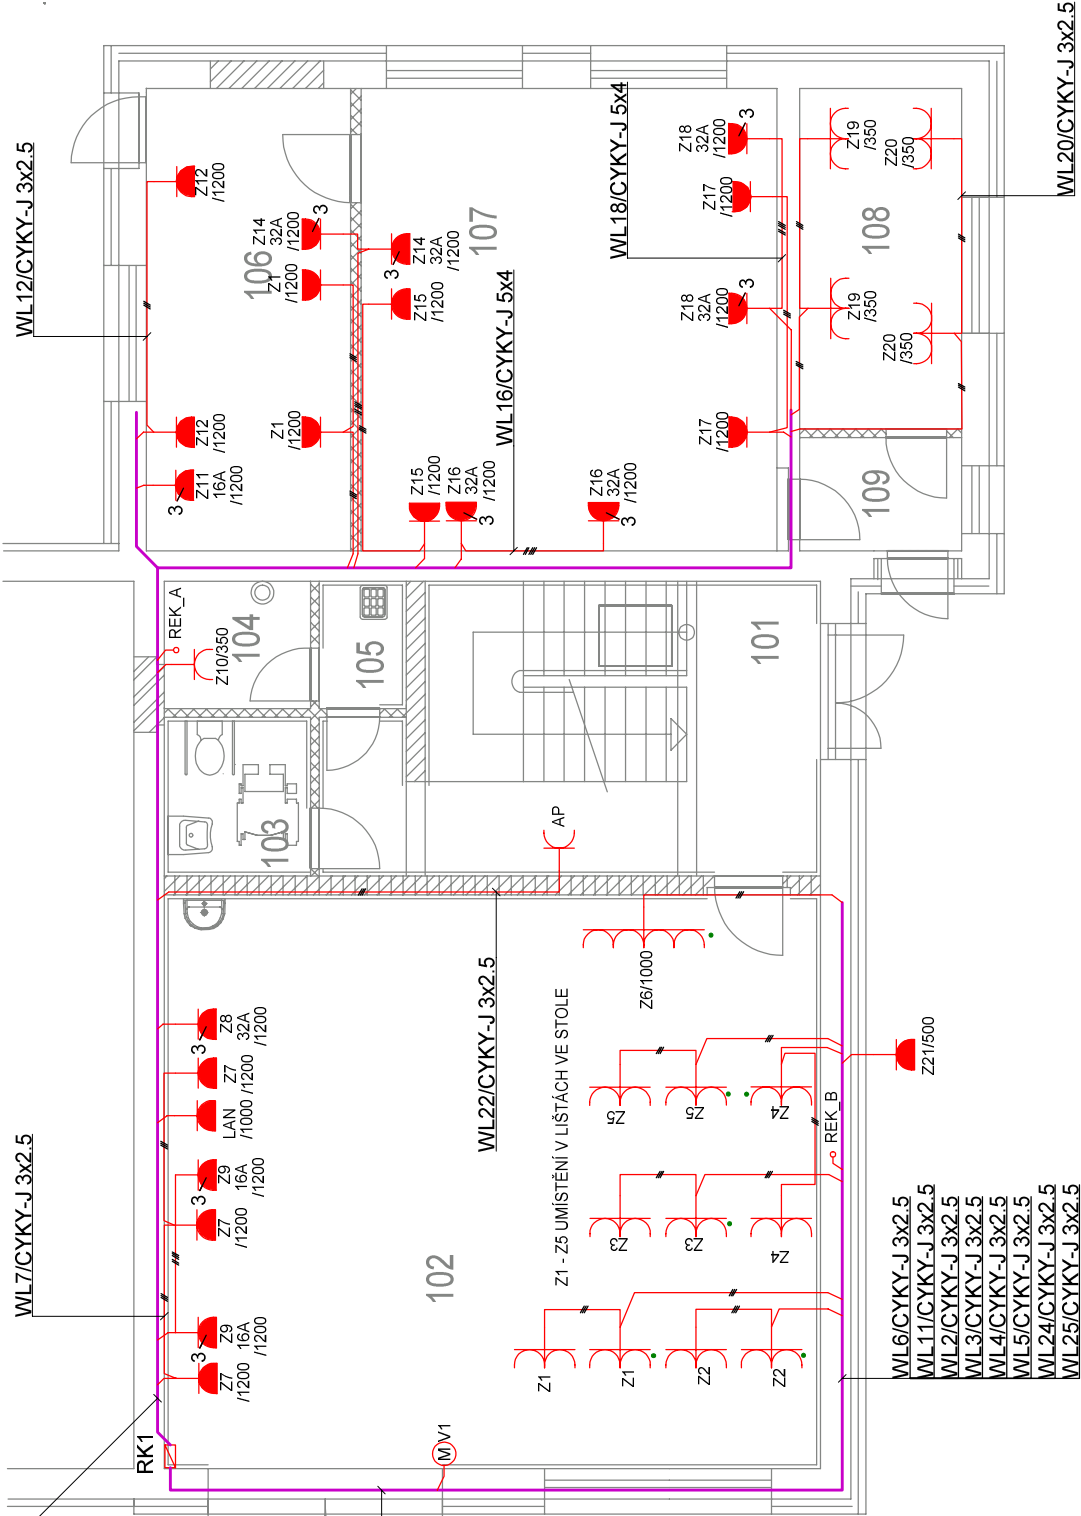 WL12/CYKY-J 3x2.5
WL20/CYKY-J 3x2.5
WL18/CYKY-J 5x4
WL16/CYKY-J 5x4
WL22/CYKY-J 3x2.5
WL7/CYKY-J 3x2.5
Z12
/1200
Z12
/1200
3
Z11
16A
/1200
106
3
Z14
32A
/1200
Z1
/1200
Z1
/1200
107
3
Z14
32A
/1200
Z15
/1200
Z15
/1200
3
Z16
32A
/1200
3
Z16
32A
/1200
3
Z18
32A
/1200
Z17
/1200
3
Z18
32A
/1200
Z17
/1200
108
Z19
/350
Z20
/350
Z19
/350
Z20
/350
109
REK_A
Z10/350
104
105
101
103
AP
3
Z8
32A
/1200
Z7
/1200
LAN
/1000
3
Z9
16A
/1200
Z7
/1200
3
Z9
16A
/1200
Z7
/1200
RK1
102
M
V1
Z1 - Z5 UMÍSTĚNÍ V LIŠTÁCH VE STOLE
Z6/1000
Z5
Z5
Z4
Z3
Z3
Z4
Z1
Z1
Z2
Z2
REK_B
Z21/500
WL6/CYKY-J 3x2.5
WL11/CYKY-J 3x2.5
WL2/CYKY-J 3x2.5
WL3/CYKY-J 3x2.5
WL4/CYKY-J 3x2.5
WL5/CYKY-J 3x2.5
WL24/CYKY-J 3x2.5
WL25/CYKY-J 3x2.5